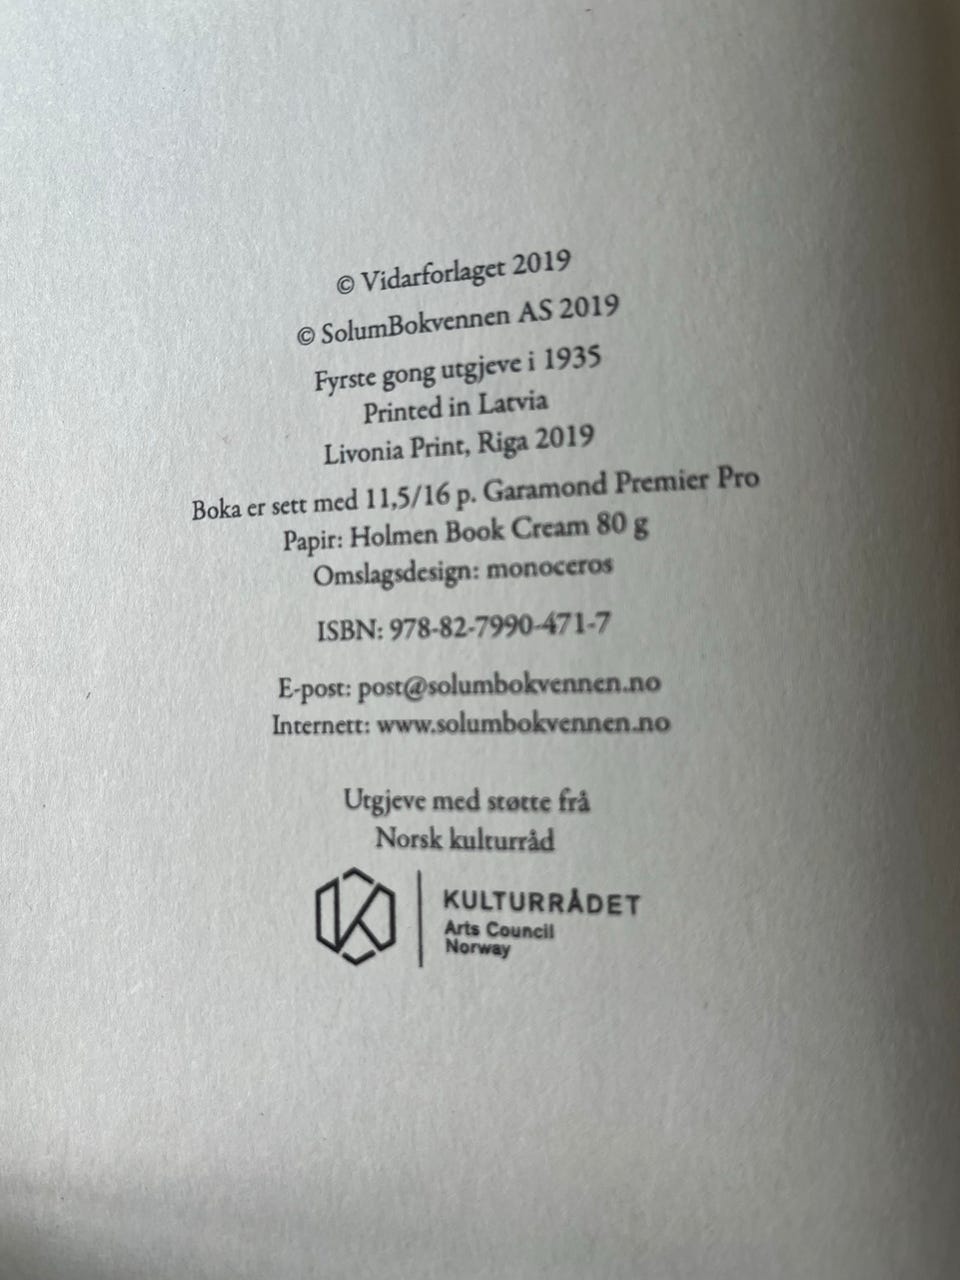 © Vidarforlaget 2019
© SolumBokvennen AS 2019
Fyrste gong utgjeve i 1935
Printed in Latvia
Livonia Print, Riga 2019
Boka er sett med 11,5/16 p. Garamond Premier Pro
Papir: Holmen Book Cream 80 g
Omslagsdesign: monoceros
ISBN: 978-82-7990-471-7
E-post: post@solumbokvennen.no
Internett: www.solumbokvennen.no
Utgjeve med støtte frå
Norsk kulturråd
KULTURRÅDET
Arts Council
Norway